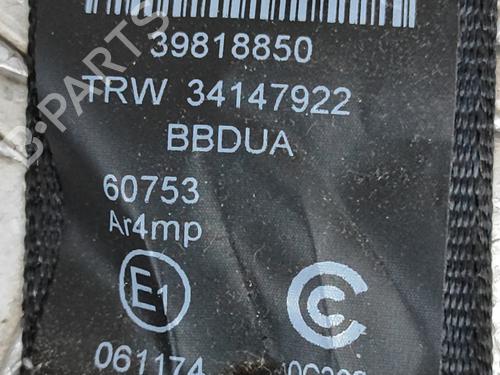 39818850
TRW 34147922
BBDUA
60753
Ar4mp
E1
061174
B-PARTS